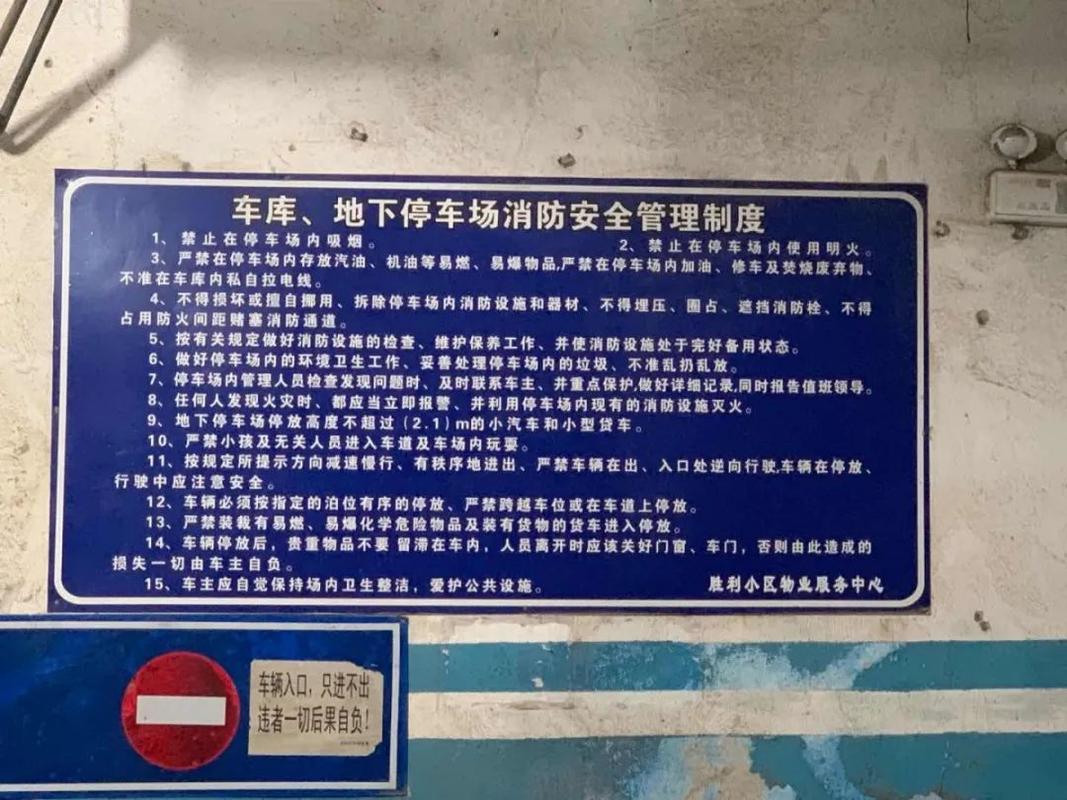 车库、地下停车场消防安全管理制度
1、禁止在停车场内吸烟。 2、禁止在停车场内使用明火。
3、严禁在停车场内存放汽油、机油等易燃、易爆物品,严禁在停车场内加油、修车及焚烧废弃物、
不准在车库内私自拉电线。
4、不得损坏或擅自挪用、拆除停车场内消防设施和器材、不得埋压、圈占、遮挡消防栓、不得
占用防火间距赌塞消防通道。
5、按有关规定做好消防设施的检查、维护保养工作、并使消防设施处于完好备用状态。
6、做好停车场内的环境卫生工作、妥善处理停车场内的垃圾、不准乱扔乱放。
7、停车场内管理人员检查发现问题时、及时联系车主、并重点保护,做好详细记录,同时报告值班领导。
8、任何人发现火灾时、都应当立即报警、并利用停车场内现有的消防设施灭火。
9、地下停车场停放高度不超过(2.1)m的小汽车和小型贷车。
10、严禁小孩及无关人员进入车道及车场内玩耍。
11、按规定所提示方向减速慢行、有秩序地进出、严禁车辆在出、入口处逆向行驶,车辆在停放、
行驶中应注意安全。
12、车辆必须按指定的泊位有序的停放、严禁跨越车位或在车道上停放。
13、严禁装裁有易燃、易爆化学危险物品及装有货物的货车进入停放。
14、车辆停放后，贵重物品不要 留滞在车内，人员离开时应该关好门窗、车门，否则由此造成的
损失一切由车主自负。
15、车主应自觉保持场内卫生整洁，爱护公共设施。 胜利小区物业服务中心
车辆入口，只进不出
违者一切后果自负！